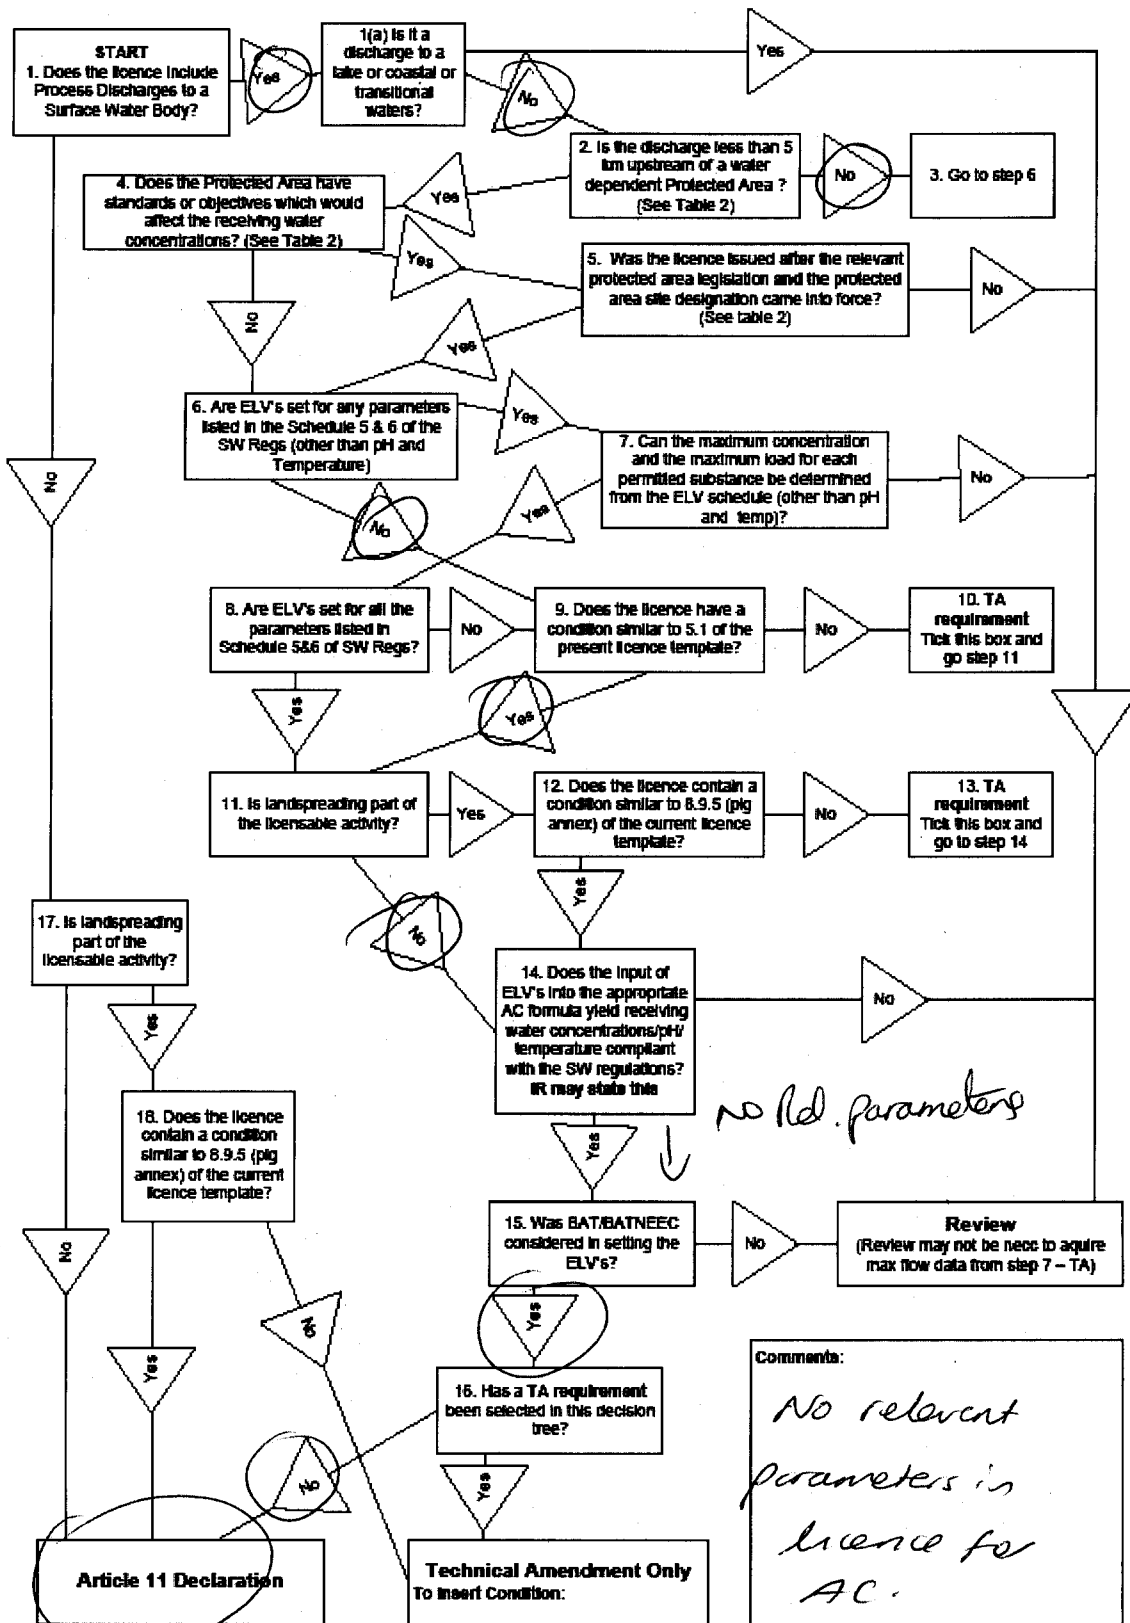 START
1. Does the licence include
Process Discharges to a
Surface Water Body?
Yes
1(a) Is it a
discharge to a
lake or coastal or
transitional
waters?
Yes
No
2. Is the discharge less than 5
km upstream of a water
dependent Protected Area ?
(See Table 2)
No
3. Go to step 6
Yes
4. Does the Protected Area have
standards or objectives which would
affect the receiving water
concentrations? (See Table 2)
Yes
No
5. Was the licence issued after the relevant
protected area legislation and the protected
area site designation came into force?
(See table 2)
No
Yes
6. Are ELV's set for any parameters
listed in the Schedule 5 & 6 of the
SW Regs (other than pH and
Temperature)
Yes
No
7. Can the maximum concentration
and the maximum load for each
permitted substance be determined
from the ELV schedule (other than pH
and temp)?
No
Yes
No
8. Are ELV's set for all the
parameters listed in
Schedule 5&6 of SW Regs?
No
Yes
9. Does the licence have a
condition similar to 5.1 of the
present licence template?
No
Yes
10. TA
requirement
Tick this box and
go step 11
11. Is landspreading part of
the licensable activity?
Yes
No
12. Does the licence contain a
condition similar to 8.9.5 (pig
annex) of the current licence
template?
No
Yes
13. TA
requirement
Tick this box and
go to step 14
17. Is landspreading
part of the
licensable activity?
Yes
No
14. Does the input of
ELV's into the appropritate
AC formula yield receiving
water concentrations/pH/
temperature compliant
with the SW regulations?
IR may state this
No
Yes
No Rel. parameters
18. Does the licence
contain a condition
similar to 8.9.5 (pig
annex) of the current
licence template?
No
Yes
15. Was BAT/BATNEEC
considered in setting the
ELV's?
No
Yes
Review
(Review may not be necc to aquire
max flow data from step 7 – TA)
16. Has a TA requirement
been selected in this decision
tree?
No
Yes
Article 11 Declaration
Technical Amendment Only
To Insert Condition:
Comments:
No relevant
parameters in
licence for
AC.